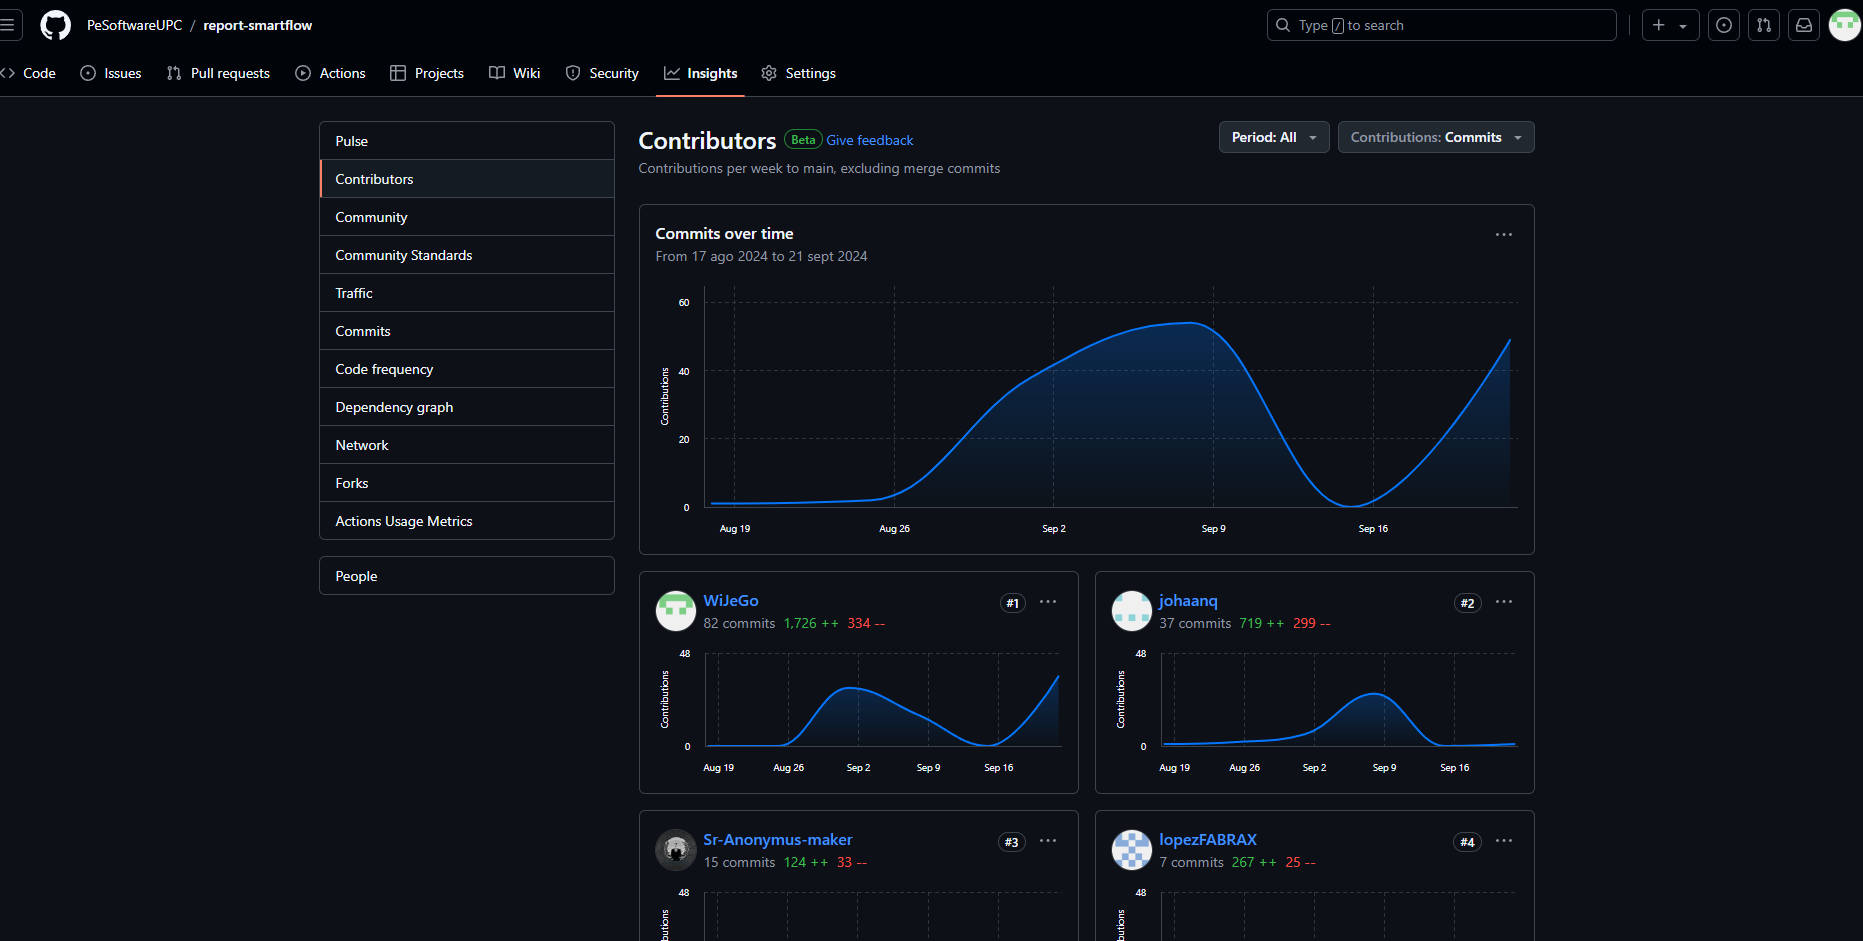 PeSoftwareUPC / report-smartflow
Type / to search
Code Issues Pull requests Actions Projects Wiki Security Insights Settings
Pulse
Contributors
Community
Community Standards
Traffic
Commits
Code frequency
Dependency graph
Network
Forks
Actions Usage Metrics
People
Contributors Beta Give feedback
Period: All Contributions: Commits
Contributions per week to main, excluding merge commits
Commits over time
From 17 ago 2024 to 21 sept 2024
Contributions
60
40
20
0
Aug 19 Aug 26 Sep 2 Sep 9 Sep 16
WiJeGo #1
82 commits 1,726 ++ 334 --
Contributions
48
0
Aug 19 Aug 26 Sep 2 Sep 9 Sep 16
johaanq #2
37 commits 719 ++ 299 --
Contributions
48
0
Aug 19 Aug 26 Sep 2 Sep 9 Sep 16
Sr-Anonymus-maker #3
15 commits 124 ++ 33 --
48
lopezFABRAX #4
7 commits 267 ++ 25 --
48